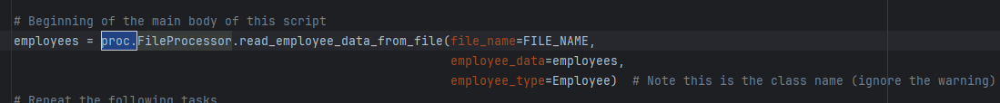 # Beginning of the main body of this script
employees = proc.FileProcessor.read_employee_data_from_file(file_name=FILE_NAME,
employee_data=employees,
employee_type=Employee)  # Note this is the class name (ignore the warning)
# Repeat the following tasks